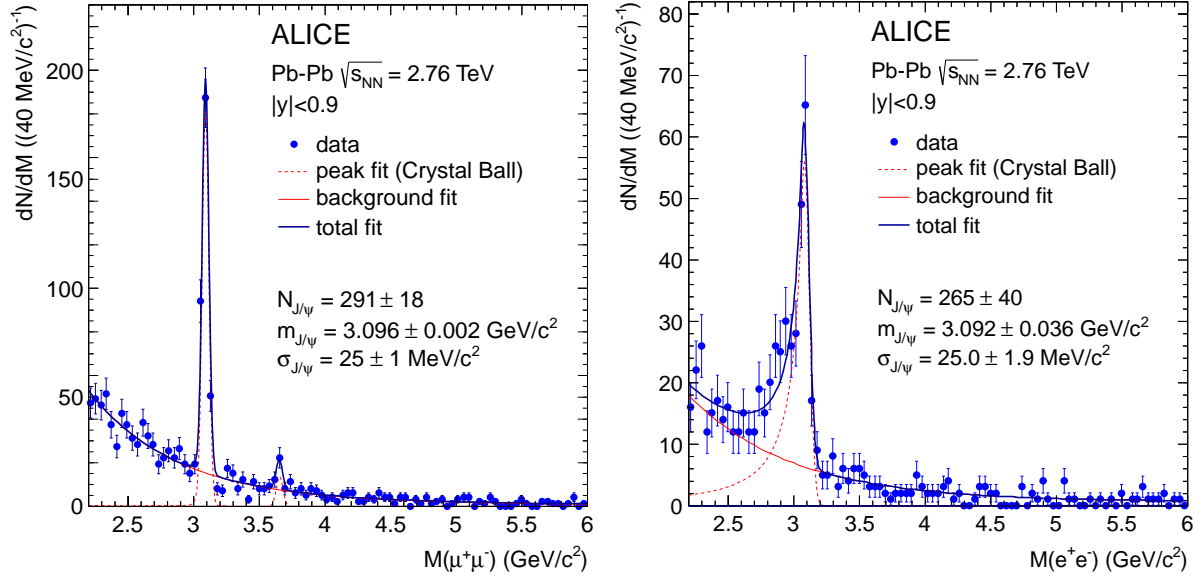 dN/dM ((40 MeV/c²)⁻¹)
200
150
100
50
0
ALICE
Pb-Pb √sNN = 2.76 TeV
|y|<0.9
data
peak fit (Crystal Ball)
background fit
total fit
N_J/ψ = 291 ± 18
m_J/ψ = 3.096 ± 0.002 GeV/c²
σ_J/ψ = 25 ± 1 MeV/c²
2.5 3 3.5 4 4.5 5 5.5 6
M(μ⁺μ⁻) (GeV/c²)
dN/dM ((40 MeV/c²)⁻¹)
80
70
60
50
40
30
20
10
0
ALICE
Pb-Pb √sNN = 2.76 TeV
|y|<0.9
data
peak fit (Crystal Ball)
background fit
total fit
N_J/ψ = 265 ± 40
m_J/ψ = 3.092 ± 0.036 GeV/c²
σ_J/ψ = 25.0 ± 1.9 MeV/c²
2.5 3 3.5 4 4.5 5 5.5 6
M(e⁺e⁻) (GeV/c²)